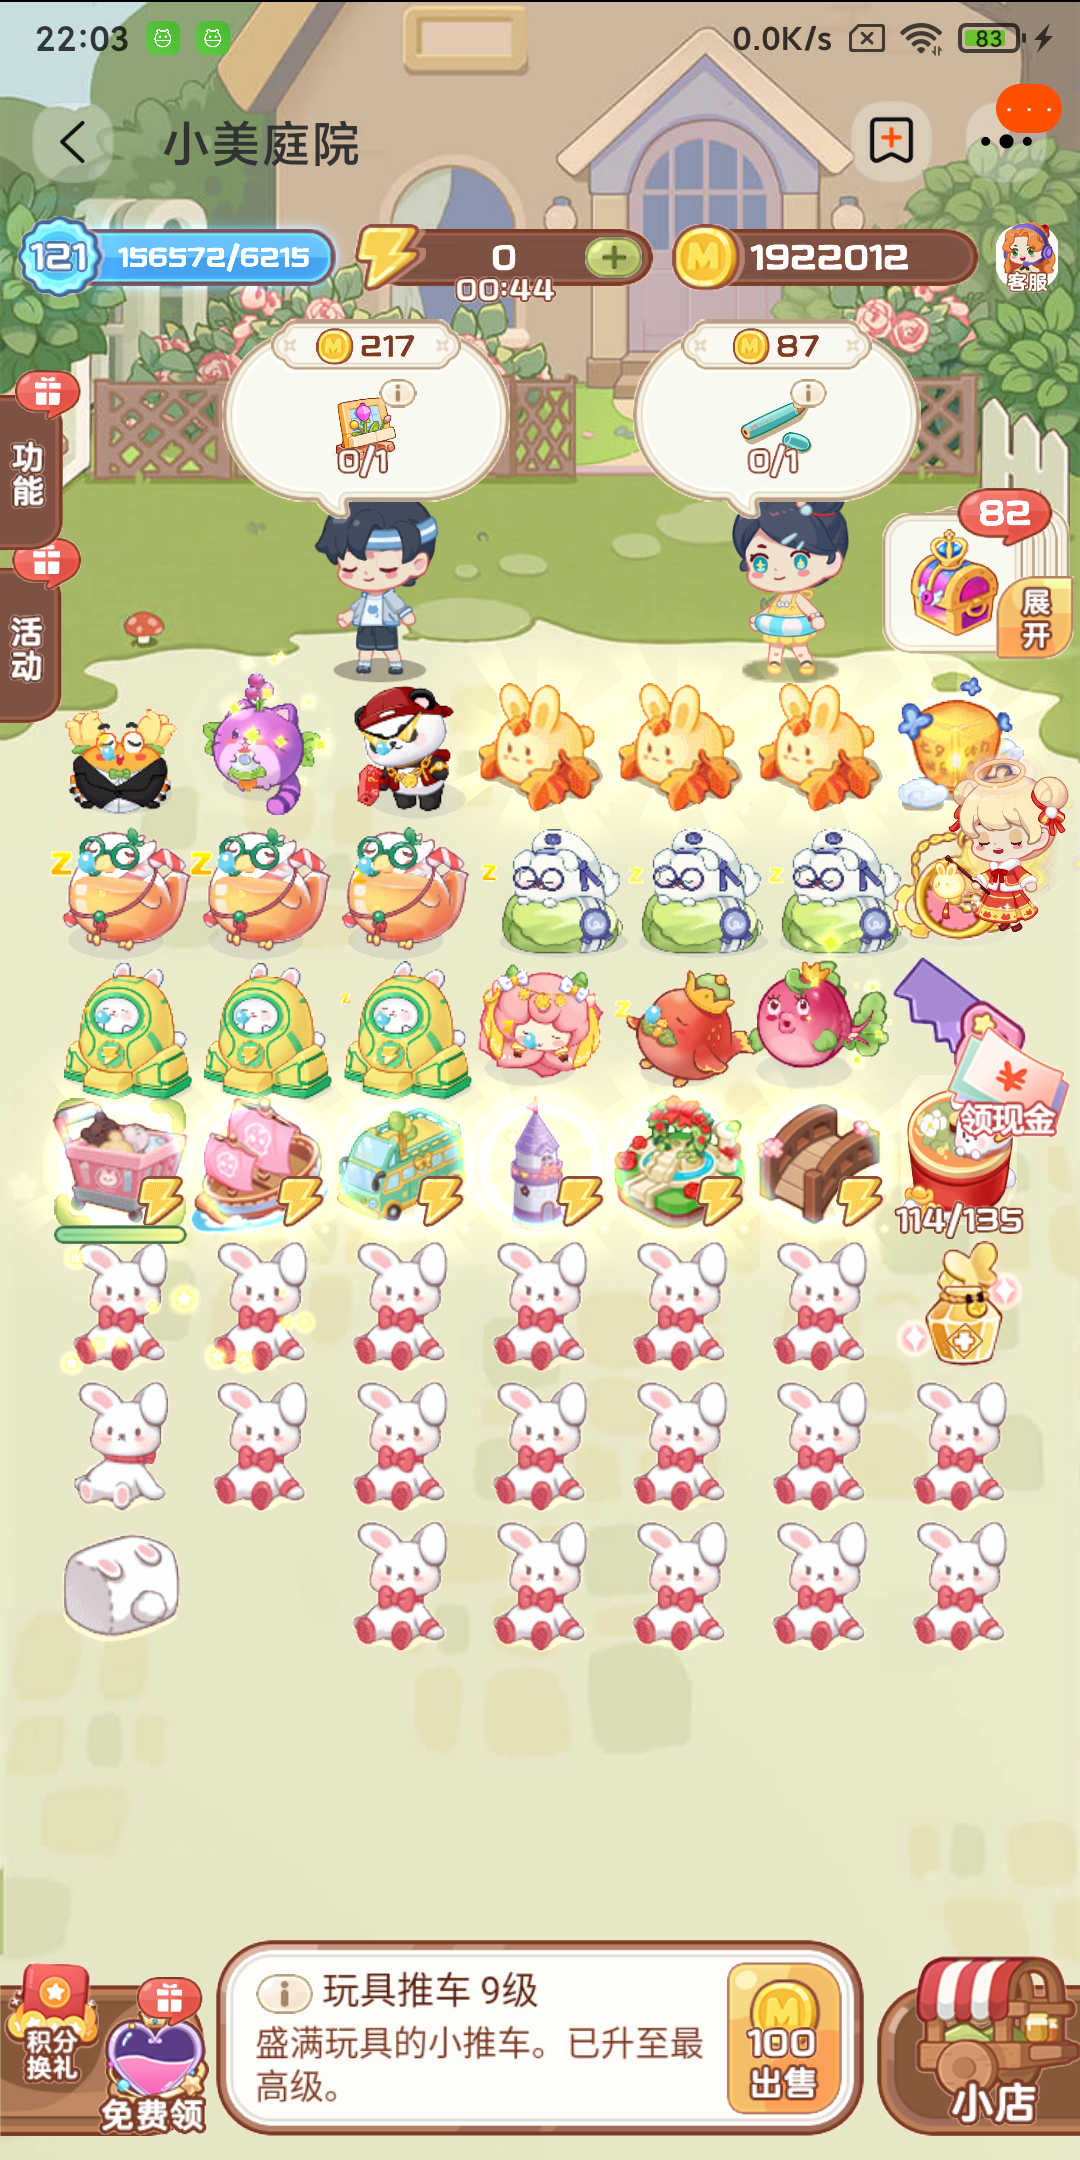 22:03
0.0K/s
83
小美庭院
121
156572/6215
0
00:44
1922012
客服
217
87
0/1
0/1
功能
活动
82
展开
领现金
114/135
玩具推车 9级
盛满玩具的小推车。已升至最
高级。
100
出售
积分
换礼
免费领
小店